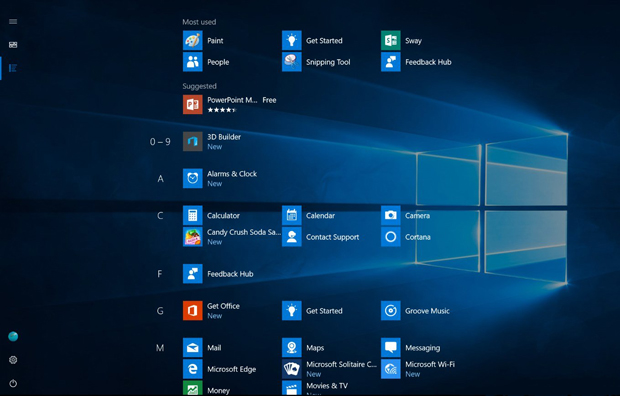 Most used
Paint Get Started Sway
People Snipping Tool Feedback Hub
Suggested
PowerPoint M... Free
0 – 9
3D Builder
New
A
Alarms & Clock
New
C
Calculator Calendar Camera
Candy Crush Soda Sa... Contact Support Cortana
New
F
Feedback Hub
G
Get Office Get Started Groove Music
New
M
Mail Maps Messaging
Microsoft Edge Microsoft Solitaire C... Microsoft Wi-Fi
New New
Money Movies & TV
New